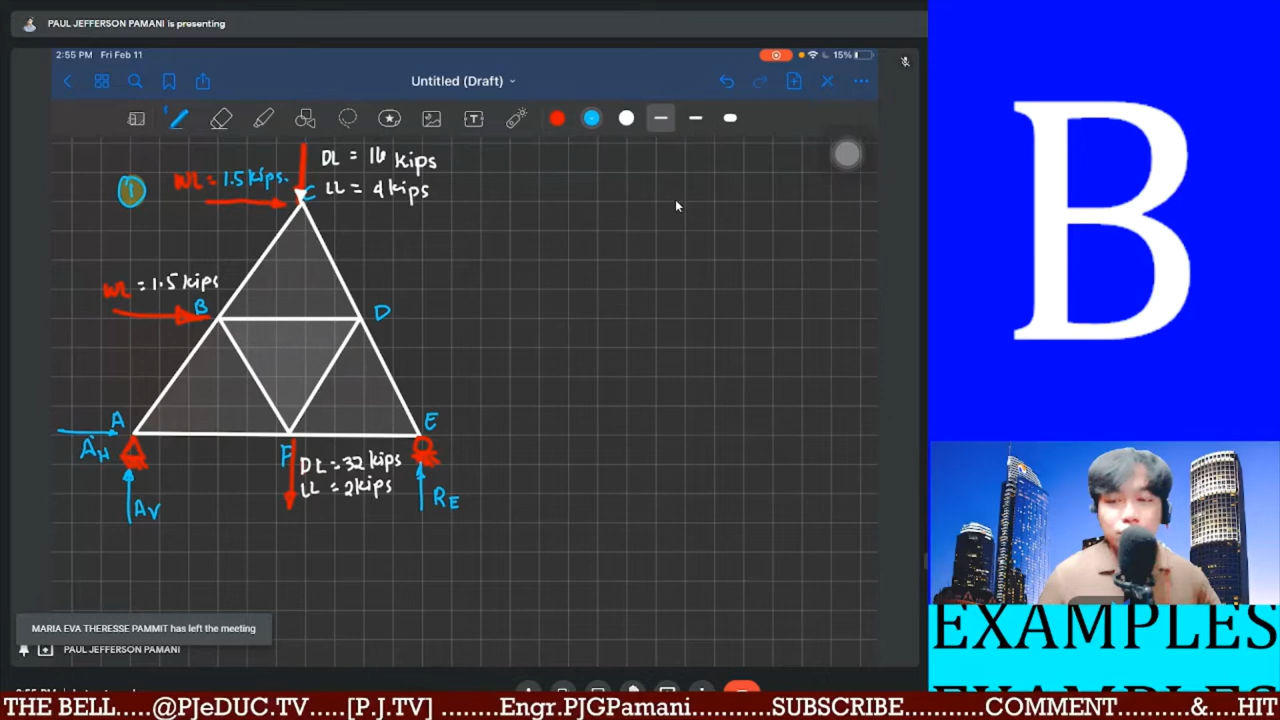 PAUL JEFFERSON PAMANI is presenting
2:55 PM Fri Feb 11
15%
Untitled (Draft)
T
DL = 16 kips
WL = 1.5 kips.
C
LL = 4 kips
1
WL = 1.5 kips
B
D
A
E
AH
F
DL = 32 kips
LL = 2 kips
AV
RE
MARIA EVA THERESSE PAMMIT has left the meeting
PAUL JEFFERSON PAMANI
B
EXAMPLES
THE BELL.....@PJeDUC.TV.....[P.J.TV] ........Engr.PJGPamani..........SUBSCRIBE..........COMMENT.........&....HIT